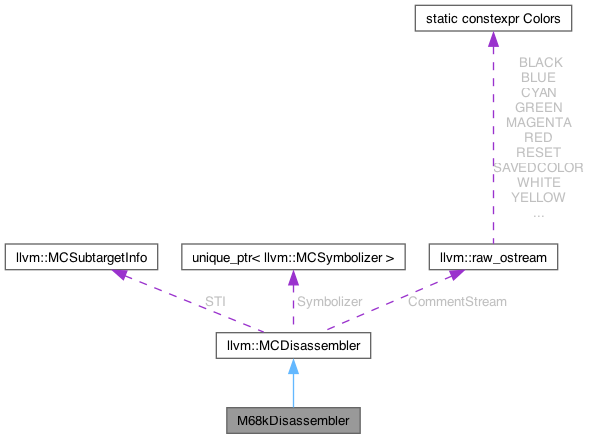 static constexpr Colors
BLACK
BLUE
CYAN
GREEN
MAGENTA
RED
RESET
SAVEDCOLOR
WHITE
YELLOW
...
llvm::MCSubtargetInfo
unique_ptr< llvm::MCSymbolizer >
llvm::raw_ostream
STI
Symbolizer
CommentStream
llvm::MCDisassembler
M68kDisassembler